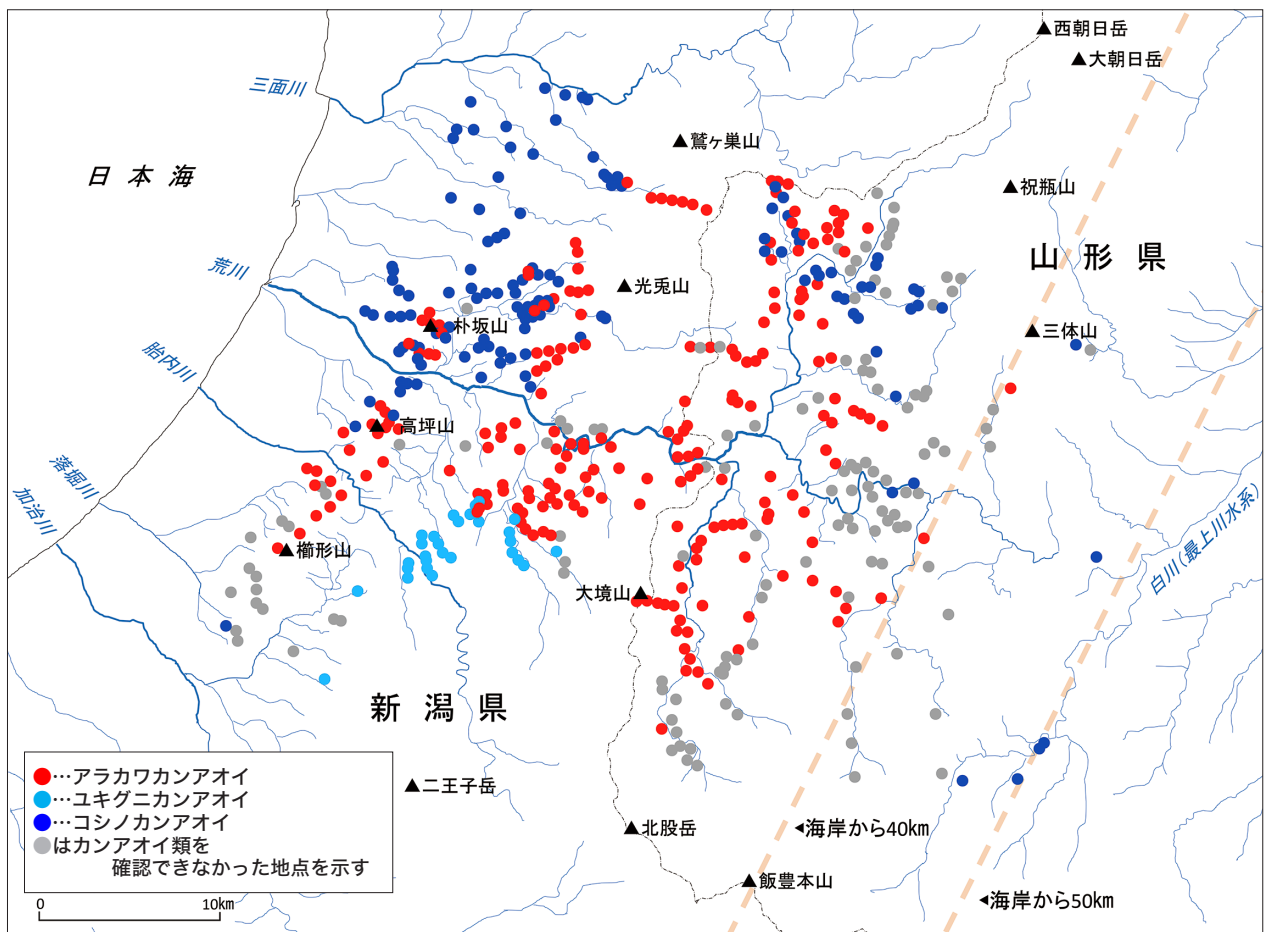 西朝日岳
大朝日岳
三面川
鷲ヶ巣山
日本海
祝瓶山
山形県
荒川
光兎山
朴坂山
三体山
胎内川
高坪山
落堀川
加治川
櫛形山
白川(最上川水系)
大境山
新潟県
…アラカワカンアオイ
…ユキグニカンアオイ
…コシノカンアオイ
はカンアオイ類を
確認できなかった地点を示す
二王子岳
北股岳
◀海岸から40km
飯豊本山
◀海岸から50km
0 10km